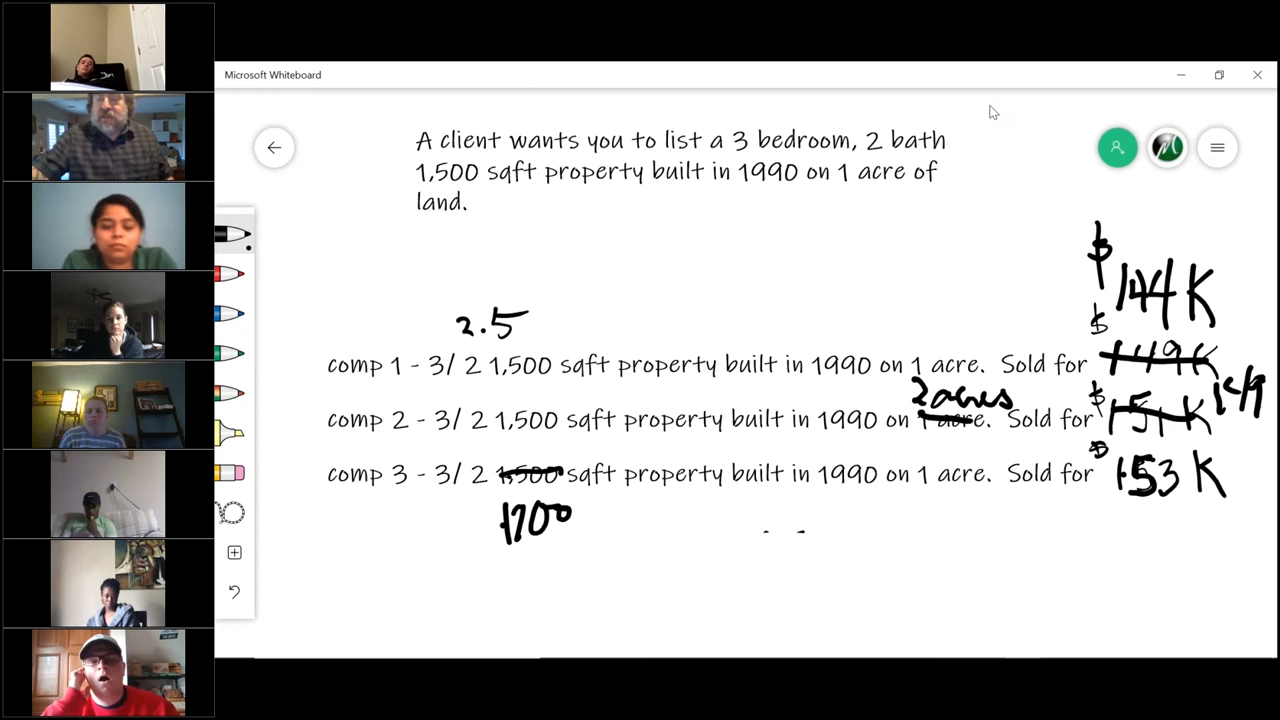 Microsoft Whiteboard
A client wants you to list a 3 bedroom, 2 bath
1,500 sqft property built in 1990 on 1 acre of
land.
$
144K
2.5
$
comp 1 - 3/ 2 1,500 sqft property built in 1990 on 1 acre. Sold for 149K
2 acres
$
comp 2 - 3/ 2 1,500 sqft property built in 1990 on 1 acre. Sold for 151K
$
comp 3 - 3/ 2 1,500 sqft property built in 1990 on 1 acre. Sold for 153K
1700